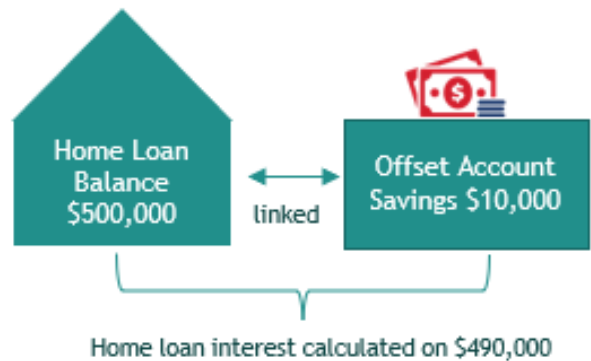 Home Loan
Balance
$500,000
linked
$
Offset Account
Savings $10,000
Home loan interest calculated on $490,000